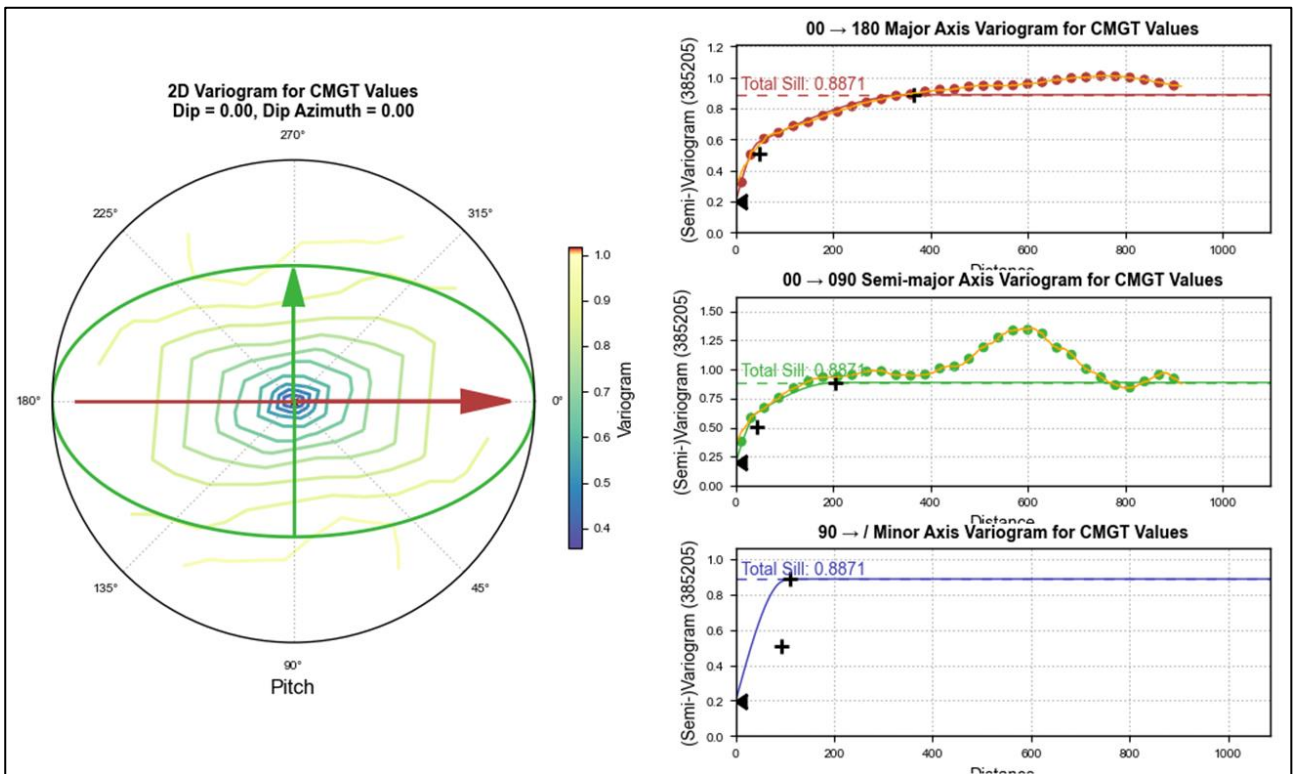 2D Variogram for CMGT Values
Dip = 0.00, Dip Azimuth = 0.00
270°
225°
315°
180°
0°
135°
45°
90°
Pitch
1.0
0.9
0.8
0.7
0.6
0.5
0.4
Variogram
00 → 180 Major Axis Variogram for CMGT Values
(Semi-)Variogram (385205)
1.2
1.0
0.8
0.6
0.4
0.2
0.0
Total Sill: 0.8871
0 200 400 600 800 1000
Distance
00 → 090 Semi-major Axis Variogram for CMGT Values
(Semi-)Variogram (385205)
1.50
1.25
1.00
0.75
0.50
0.25
0.00
Total Sill: 0.8871
0 200 400 600 800 1000
Distance
90 → / Minor Axis Variogram for CMGT Values
(Semi-)Variogram (385205)
1.0
0.8
0.6
0.4
0.2
0.0
Total Sill: 0.8871
0 200 400 600 800 1000
Distance